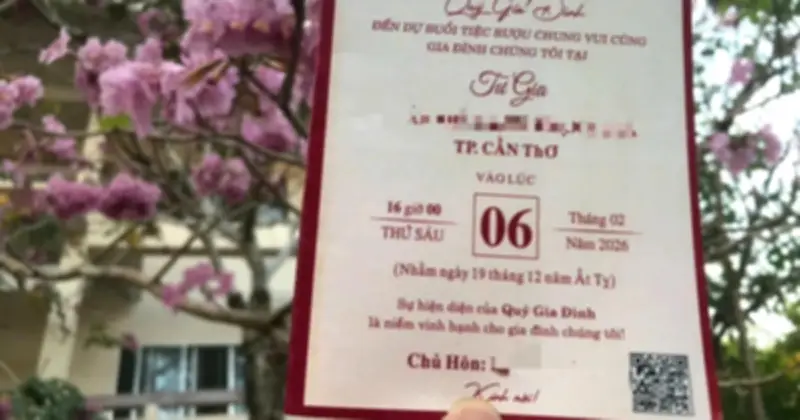 Quý Gia Đình
ĐẾN DỰ BUỔI TIỆC RƯỢU CHUNG VUI CÙNG
GIA ĐÌNH CHÚNG TÔI TẠI
Tư Gia
TP. CẦN THƠ
VÀO LÚC
16 giờ 00
THỨ SÁU
06
Tháng 02
Năm 2026
(Nhằm ngày 19 tháng 12 năm Ất Tỵ)
Sự hiện diện của Quý Gia Đình
là niềm vinh hạnh cho gia đình chúng tôi!
Chủ Hôn:
Kính mời!